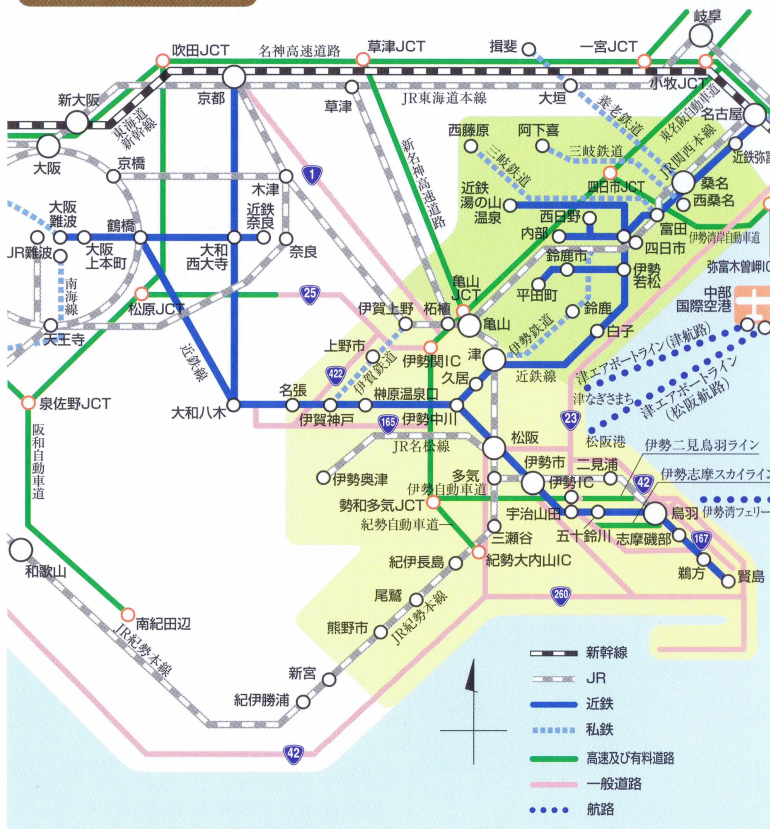 岐阜
吹田JCT
名神高速道路
草津JCT
揖斐
一宮JCT
小牧JCT
新大阪
東海道
新幹線
京都
草津
JR東海道本線
大垣
養老鉄道
東名阪自動車道
名古屋
大阪
京橋
木津
1
新名神高速道路
西藤原
阿下喜
三岐鉄道
三岐鉄道
四日市JCT
JR関西本線
近鉄弥富
桑名
西桑名
大阪
難波
鶴橋
近鉄
奈良
近鉄
湯の山
温泉
西日野
内部
富田
四日市
伊勢湾岸自動車道
JR難波
大阪
上本町
大和
西大寺
奈良
鈴鹿市
伊勢
若松
弥富木曽岬IC
中部
国際空港
南海線
松原JCT
25
亀山
JCT
平田町
鈴鹿
天王寺
伊賀上野
柘植
亀山
伊勢鉄道
白子
上野市
伊勢関IC
津
近鉄線
422
伊賀鉄道
久居
近鉄線
津エアポートライン(津航路)
津なぎさまち
津エアポートライン
(松阪航路)
泉佐野JCT
大和八木
名張
伊賀神戸
榊原温泉口
伊勢中川
165
23
松阪港
阪和自動車道
JR名松線
松阪
伊勢市
二見浦
伊勢二見鳥羽ライン
伊勢奥津
多気
伊勢IC
42
伊勢志摩スカイライン
伊勢自動車道
勢和多気JCT
宇治山田
鳥羽
伊勢湾フェリー
紀勢自動車道
三瀬谷
五十鈴川
志摩磯部
167
和歌山
紀伊長島
紀勢大内山IC
鵜方
賢島
南紀田辺
尾鷲
260
JR紀勢本線
熊野市
JR紀勢本線
新宮
紀伊勝浦
42
新幹線
JR
近鉄
私鉄
高速及び有料道路
一般道路
航路